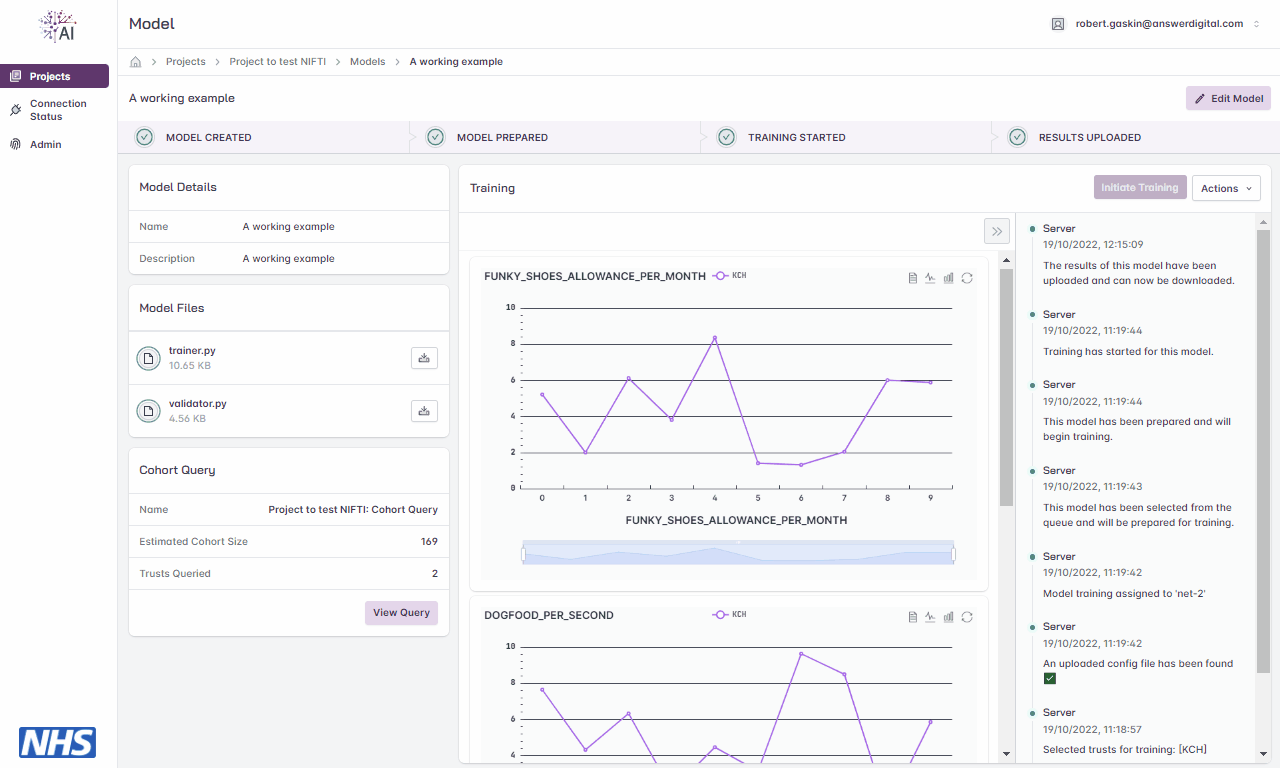 AI
Model
robert.gaskin@answerdigital.com
Projects
Connection
Status
Admin
Projects
Project to test NIFTI
Models
A working example
A working example
Edit Model
MODEL CREATED
MODEL PREPARED
TRAINING STARTED
RESULTS UPLOADED
Model Details
Name
A working example
Description
A working example
Model Files
trainer.py
10.65 KB
validator.py
4.56 KB
Cohort Query
Name
Project to test NIFTI: Cohort Query
Estimated Cohort Size
169
Trusts Queried
2
View Query
NHS
Training
Initiate Training
Actions
FUNKY_SHOES_ALLOWANCE_PER_MONTH
KCH
10
8
6
4
2
0
0 1 2 3 4 5 6 7 8 9
FUNKY_SHOES_ALLOWANCE_PER_MONTH
DOGFOOD_PER_SECOND
KCH
10
8
6
4
Server
19/10/2022, 12:15:09
The results of this model have been
uploaded and can now be downloaded.
Server
19/10/2022, 11:19:44
Training has started for this model.
Server
19/10/2022, 11:19:44
This model has been prepared and will
begin training.
Server
19/10/2022, 11:19:43
This model has been selected from the
queue and will be prepared for training.
Server
19/10/2022, 11:19:42
Model training assigned to 'net-2'
Server
19/10/2022, 11:19:42
An uploaded config file has been found
Server
19/10/2022, 11:18:57
Selected trusts for training: [KCH]